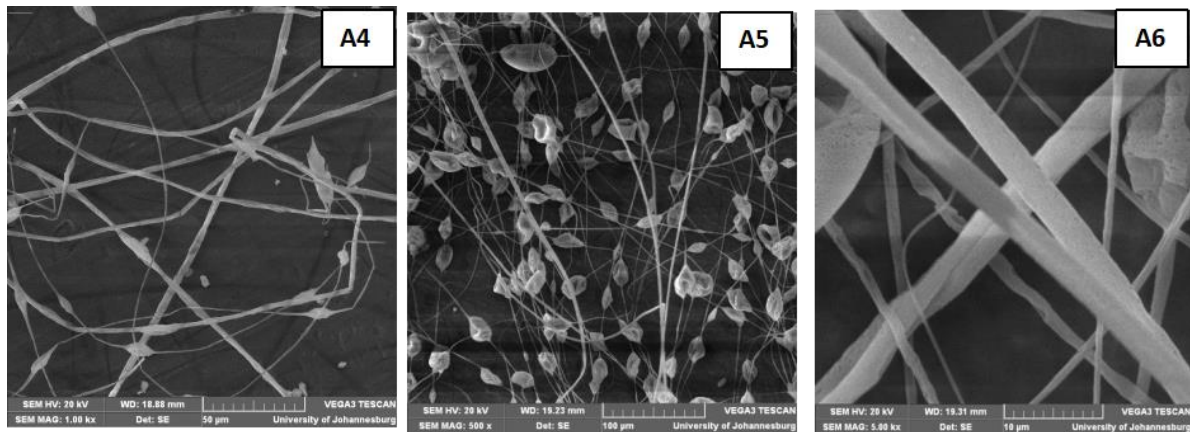 A4
SEM HV: 20 kV WD: 18.88 mm VEGA3 TESCAN
SEM MAG: 1.00 kx Det: SE 50 µm University of Johannesburg
A5
SEM HV: 20 kV WD: 19.23 mm VEGA3 TESCAN
SEM MAG: 500 x Det: SE 100 µm University of Johannesburg
A6
SEM HV: 20 kV WD: 19.31 mm VEGA3 TESCAN
SEM MAG: 5.00 kx Det: SE 10 µm University of Johannesburg